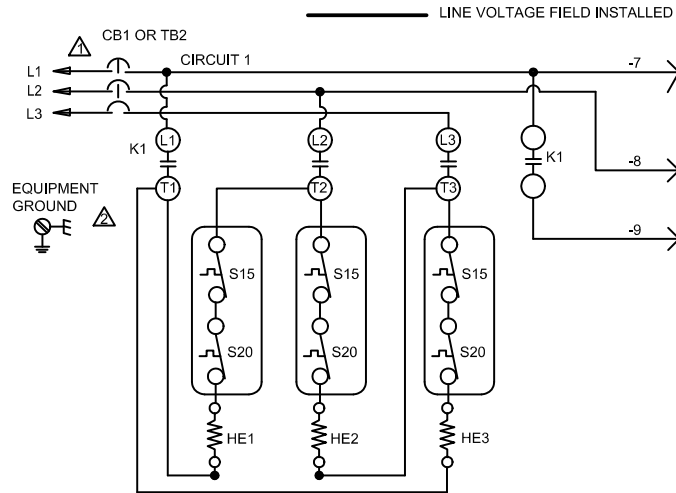 LINE VOLTAGE FIELD INSTALLED
1 CB1 OR TB2
L1 CIRCUIT 1 -7
L2
L3
L1 L2 L3
K1 K1
-8
T1 T2 T3
EQUIPMENT
GROUND
2
-9
S15 S15 S15
S20 S20 S20
HE1 HE2 HE3